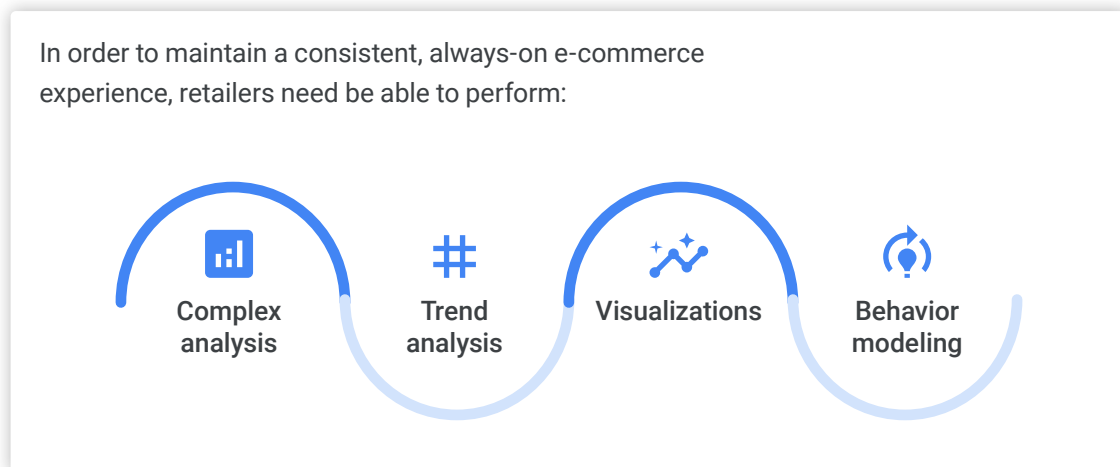 In order to maintain a consistent, always-on e-commerce
experience, retailers need be able to perform:
Complex
analysis
Trend
analysis
Visualizations
Behavior
modeling